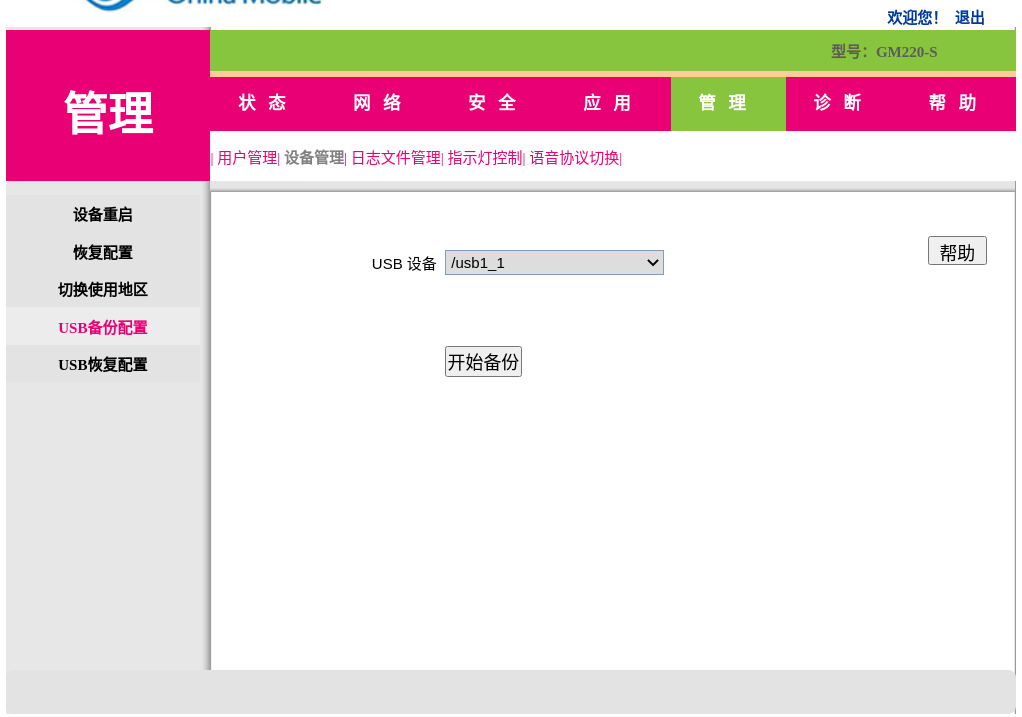 China Mobile
欢迎您! 退出
型号：GM220-S
管理
状 态 网 络 安 全 应 用 管 理 诊 断 帮 助
| 用户管理| 设备管理| 日志文件管理| 指示灯控制| 语音协议切换|
设备重启
恢复配置
切换使用地区
USB备份配置
USB恢复配置
USB 设备 /usb1_1
帮助
开始备份